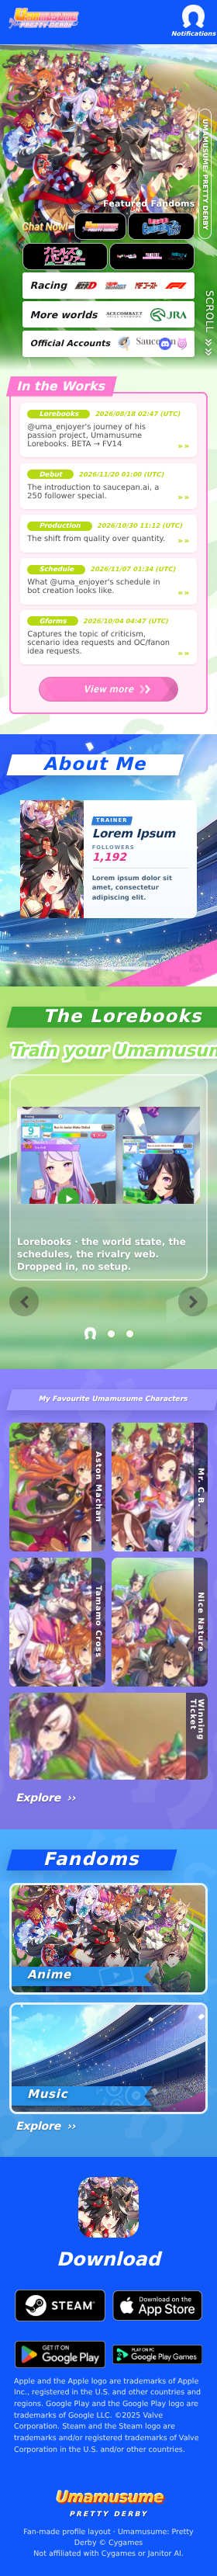 Umamusume
PRETTY DERBY
Notifications
UMAMUSUME: PRETTY DERBY
Featured Fandoms
Chat Now!
Racing
F1
More worlds
JRA
Official Accounts
SCROLL
In the Works
Lorebooks 2026/08/18 02:47 (UTC)
@uma_enjoyer's journey of his
passion project, Umamusume
Lorebooks. BETA → FV14
Debut 2026/11/20 01:00 (UTC)
The introduction to saucepan.ai, a
250 follower special.
Production 2026/10/30 11:12 (UTC)
The shift from quality over quantity.
Schedule 2026/11/07 01:34 (UTC)
What @uma_enjoyer's schedule in
bot creation looks like.
Gforms 2026/10/04 04:47 (UTC)
Captures the topic of criticism,
scenario idea requests and OC/fanon
idea requests.
View more
About Me
TRAINER
Lorem Ipsum
FOLLOWERS
1,192
Lorem ipsum dolor sit
amet, consectetur
adipiscing elit.
The Lorebooks
Train your Umamusum
Lorebooks · the world state, the
schedules, the rivalry web.
Dropped in, no setup.
My Favourite Umamusume Characters
Aston Machan
Mr. C.B.
Tamamo Cross
Nice Nature
Winning
Ticket
Explore ››
Fandoms
Anime
Music
Explore ››
Download
STEAM
Download on the
App Store
GET IT ON
Google Play
PLAY ON PC
Google Play Games
Apple and the Apple logo are trademarks of Apple
Inc., registered in the U.S. and other countries and
regions. Google Play and the Google Play logo are
trademarks of Google LLC. ©2025 Valve
Corporation. Steam and the Steam logo are
trademarks and/or registered trademarks of Valve
Corporation in the U.S. and/or other countries.
Umamusume
PRETTY DERBY
Fan-made profile layout · Umamusume: Pretty
Derby © Cygames
Not affiliated with Cygames or Janitor AI.